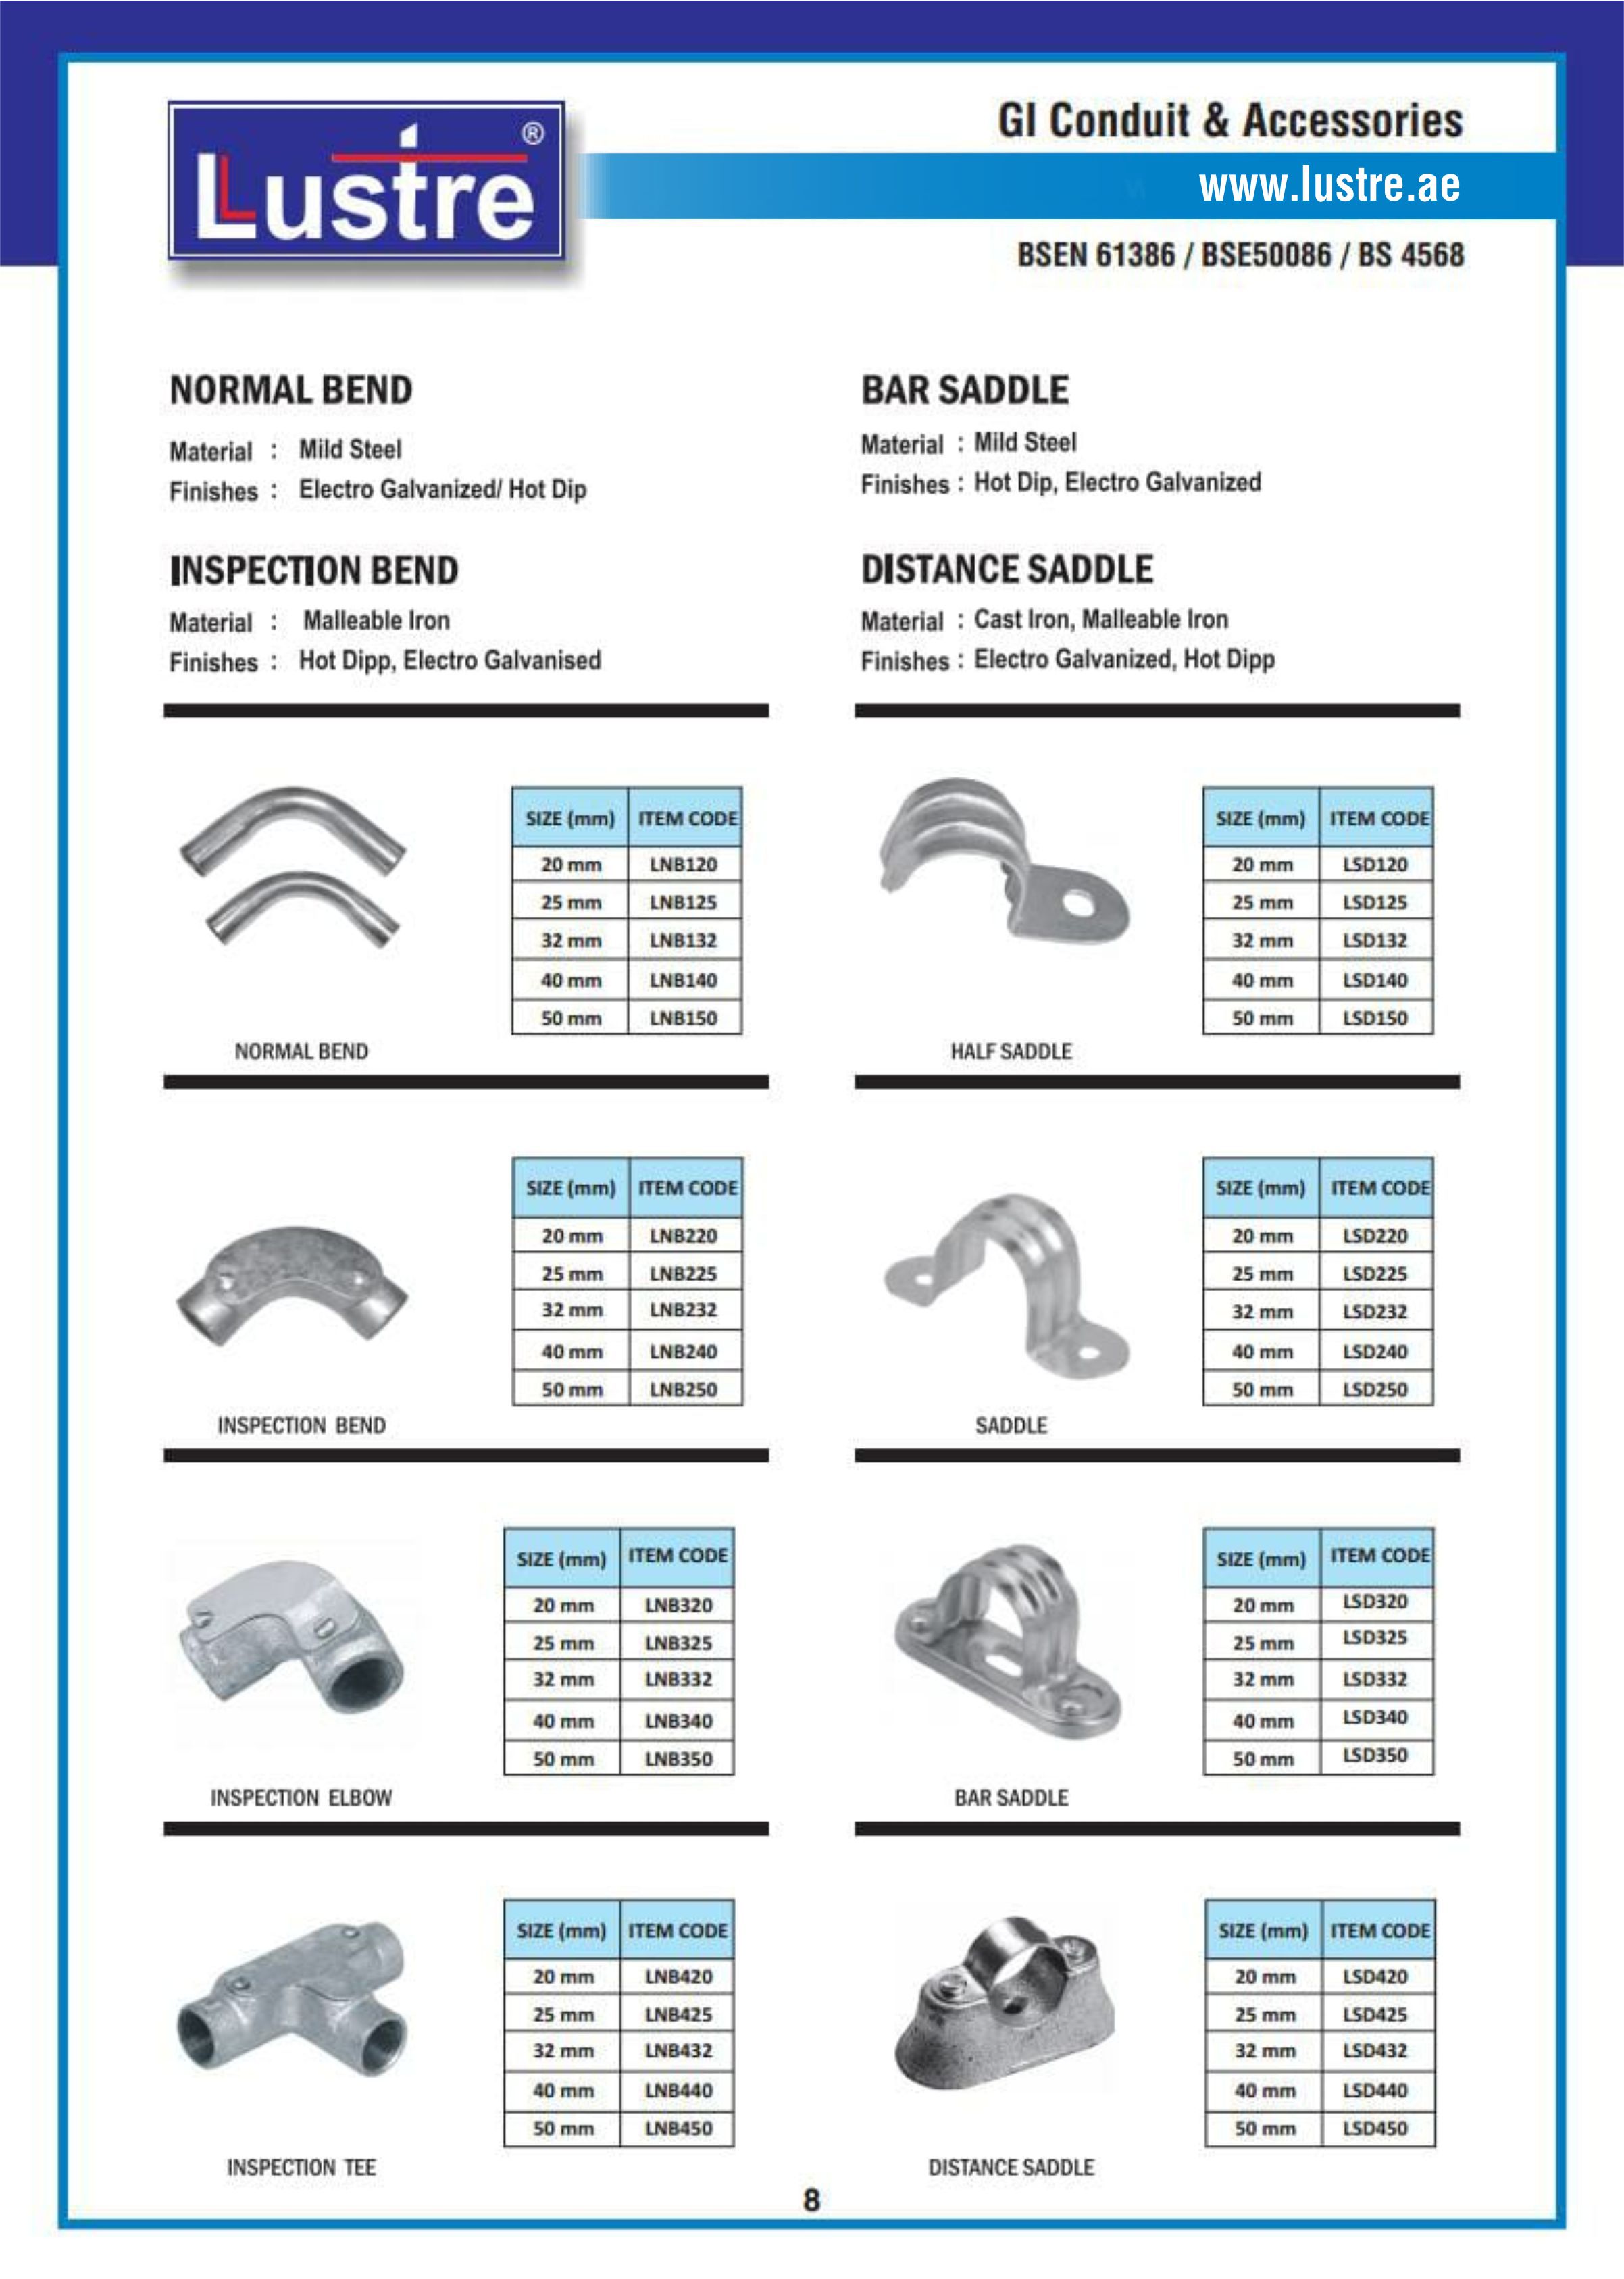 Lustre ®
GI Conduit & Accessories
www.lustre.ae
BSEN 61386 / BSE50086 / BS 4568
NORMAL BEND
Material : Mild Steel
Finishes : Electro Galvanized/ Hot Dip
INSPECTION BEND
Material : Malleable Iron
Finishes : Hot Dipp, Electro Galvanised
BAR SADDLE
Material : Mild Steel
Finishes : Hot Dip, Electro Galvanized
DISTANCE SADDLE
Material : Cast Iron, Malleable Iron
Finishes : Electro Galvanized, Hot Dipp
SIZE (mm) ITEM CODE
20 mm LNB120
25 mm LNB125
32 mm LNB132
40 mm LNB140
50 mm LNB150
NORMAL BEND
SIZE (mm) ITEM CODE
20 mm LSD120
25 mm LSD125
32 mm LSD132
40 mm LSD140
50 mm LSD150
HALF SADDLE
SIZE (mm) ITEM CODE
20 mm LNB220
25 mm LNB225
32 mm LNB232
40 mm LNB240
50 mm LNB250
INSPECTION BEND
SIZE (mm) ITEM CODE
20 mm LSD220
25 mm LSD225
32 mm LSD232
40 mm LSD240
50 mm LSD250
SADDLE
SIZE (mm) ITEM CODE
20 mm LNB320
25 mm LNB325
32 mm LNB332
40 mm LNB340
50 mm LNB350
INSPECTION ELBOW
SIZE (mm) ITEM CODE
20 mm LSD320
25 mm LSD325
32 mm LSD332
40 mm LSD340
50 mm LSD350
BAR SADDLE
SIZE (mm) ITEM CODE
20 mm LNB420
25 mm LNB425
32 mm LNB432
40 mm LNB440
50 mm LNB450
INSPECTION TEE
SIZE (mm) ITEM CODE
20 mm LSD420
25 mm LSD425
32 mm LSD432
40 mm LSD440
50 mm LSD450
DISTANCE SADDLE
8